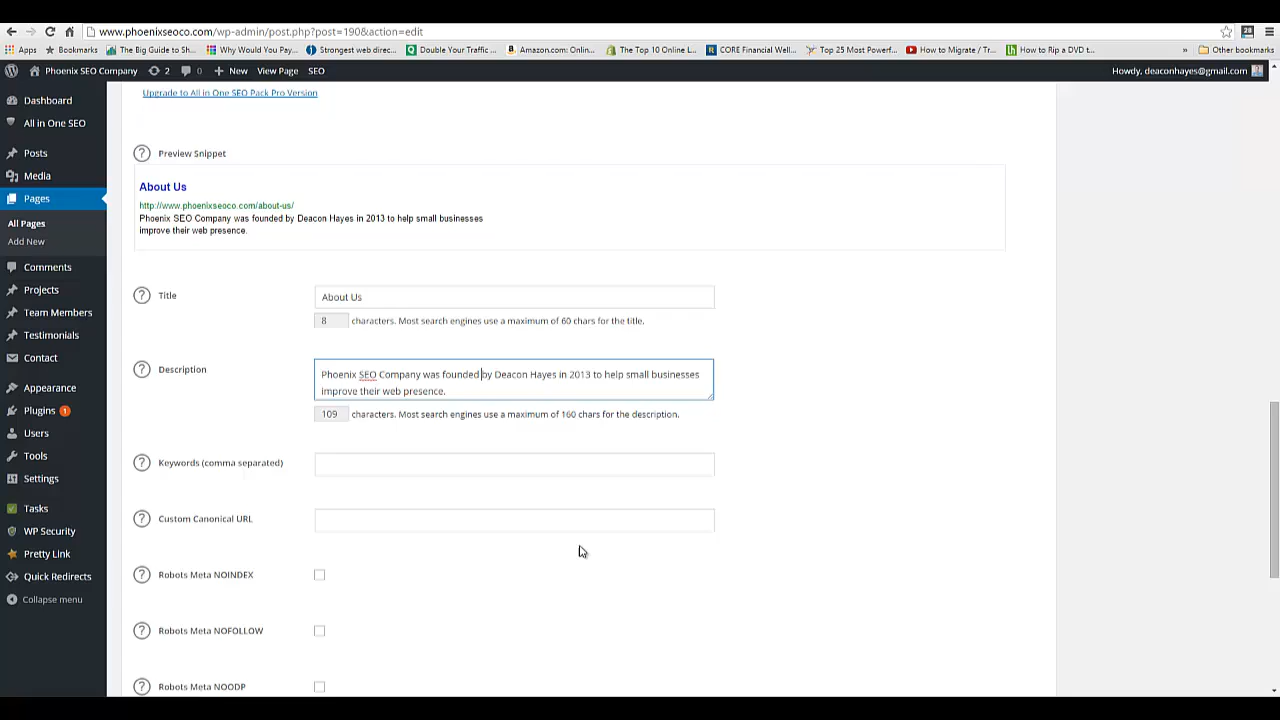 www.phoenixseoco.com/wp-admin/post.php?post=190&action=edit
28
Apps
Bookmarks
The Big Guide to Sh...
Why Would You Pay...
Strongest web direc...
Double Your Traffic ...
Amazon.com: Onlin...
The Top 10 Online L...
CORE Financial Well...
Top 25 Most Powerf...
How to Migrate / Tr...
How to Rip a DVD t...
»
Other bookmarks
Phoenix SEO Company
2
0
New
View Page
SEO
Howdy, deaconhayes@gmail.com
Dashboard
All in One SEO
Posts
Media
Pages
All Pages
Add New
Comments
Projects
Team Members
Testimonials
Contact
Appearance
Plugins 1
Users
Tools
Settings
Tasks
WP Security
Pretty Link
Quick Redirects
Collapse menu
Upgrade to All in One SEO Pack Pro Version
? Preview Snippet
About Us
http://www.phoenixseoco.com/about-us/
Phoenix SEO Company was founded by Deacon Hayes in 2013 to help small businesses
improve their web presence.
? Title
About Us
8 characters. Most search engines use a maximum of 60 chars for the title.
? Description
Phoenix SEO Company was founded by Deacon Hayes in 2013 to help small businesses
improve their web presence.
109 characters. Most search engines use a maximum of 160 chars for the description.
? Keywords (comma separated)
? Custom Canonical URL
? Robots Meta NOINDEX
? Robots Meta NOFOLLOW
? Robots Meta NOODP